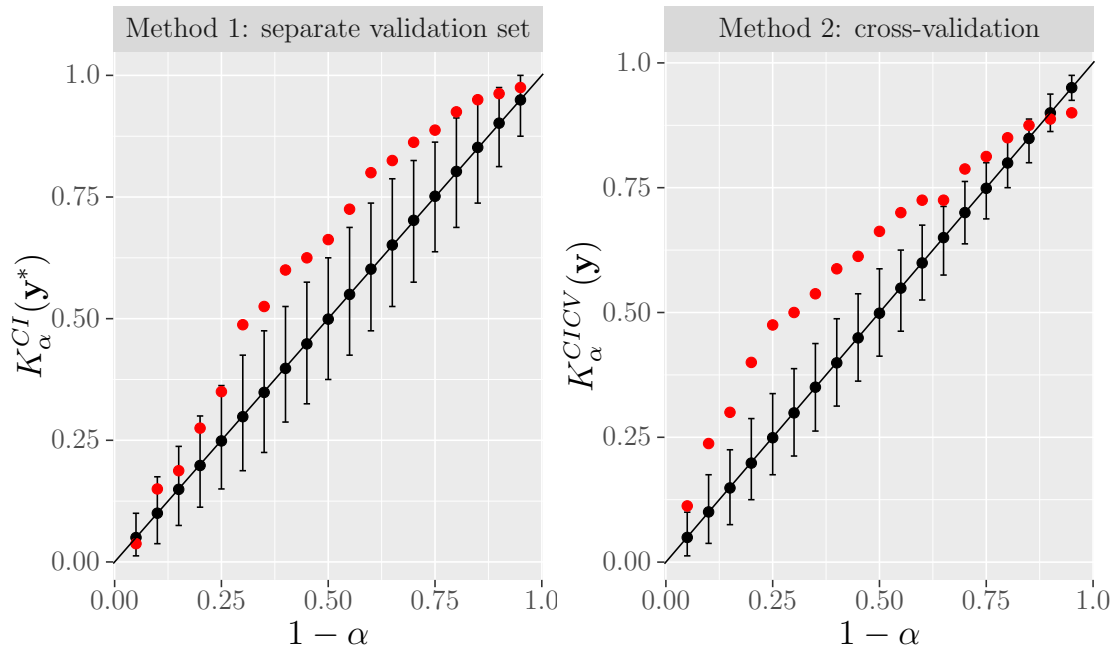 Method 1: separate validation set
Method 2: cross-validation
K_α^{CI}(y*)
1.0
0.75
0.50
0.25
0.00
0.00 0.25 0.50 0.75 1.0
1 − α
K_α^{CICV}(y)
1.0
0.75
0.50
0.25
0.00
0.00 0.25 0.50 0.75 1.0
1 − α